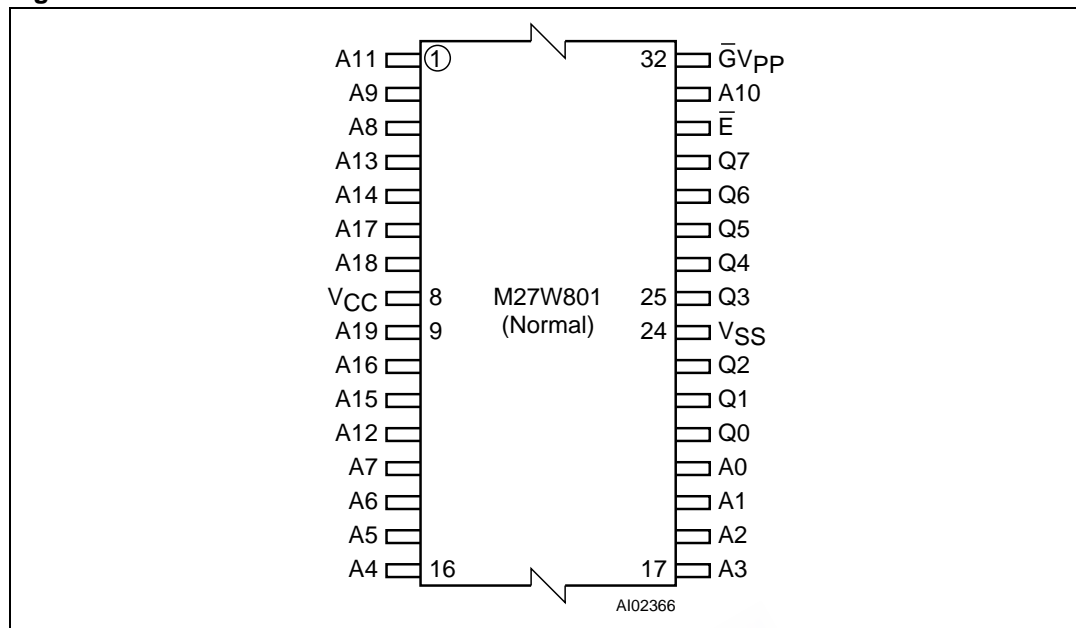 A11 ① 32 G̅VPP
A9 A10
A8 E̅
A13 Q7
A14 Q6
A17 Q5
A18 Q4
VCC 8 M27W801 25 Q3
A19 9 (Normal) 24 VSS
A16 Q2
A15 Q1
A12 Q0
A7 A0
A6 A1
A5 A2
A4 16 17 A3
AI02366